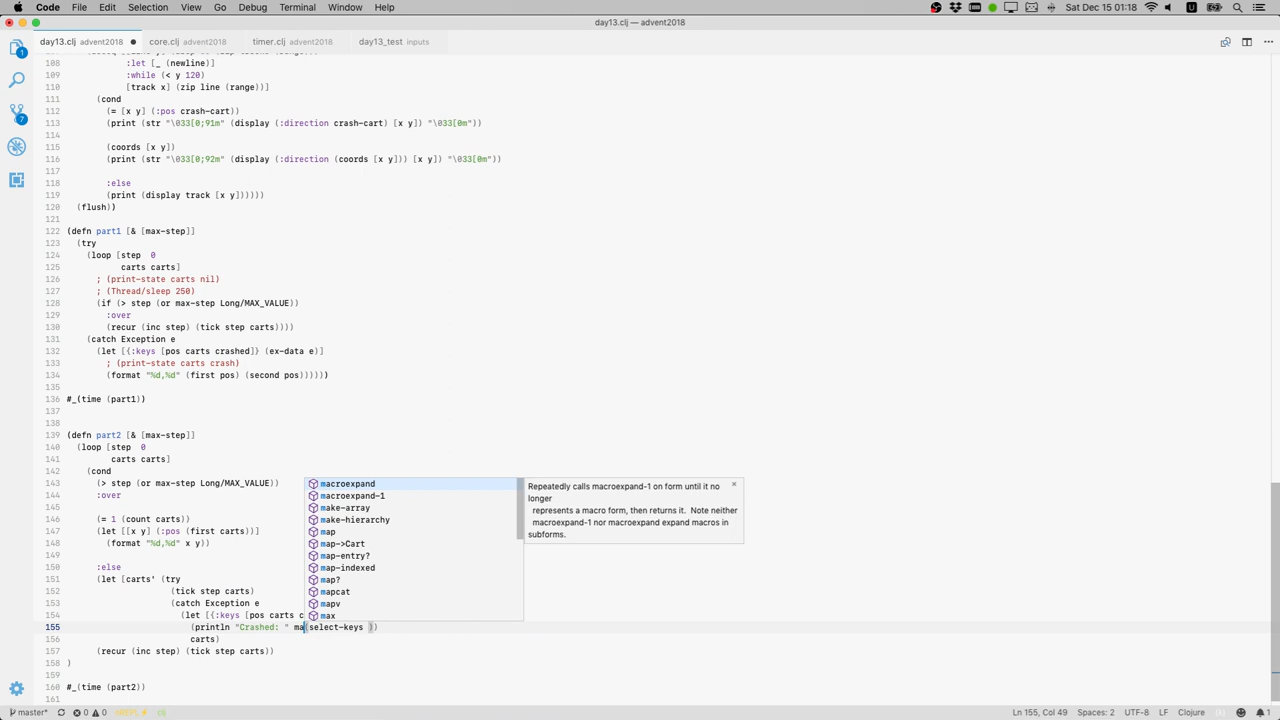 Code File Edit Selection View Go Debug Terminal Window Help Sat Dec 15 01:18
day13.clj — advent2018
day13.clj advent2018 core.clj advent2018 timer.clj advent2018 day13_test inputs
108 :let [_ (newline)]
109 :while (< y 120)
110 [track x] (zip line (range))]
111 (cond
112 (= [x y] (:pos crash-cart))
113 (print (str "\033[0;91m" (display (:direction crash-cart) [x y]) "\033[0m"))
114
115 (coords [x y])
116 (print (str "\033[0;92m" (display (:direction (coords [x y])) [x y]) "\033[0m"))
117
118 :else
119 (print (display track [x y])))))
120 (flush))
121
122 (defn part1 [& [max-step]]
123 (try
124 (loop [step 0
125 carts carts]
126 ; (print-state carts nil)
127 ; (Thread/sleep 250)
128 (if (> step (or max-step Long/MAX_VALUE))
129 :over
130 (recur (inc step) (tick step carts))))
131 (catch Exception e
132 (let [{:keys [pos carts crashed]} (ex-data e)]
133 ; (print-state carts crash)
134 (format "%d,%d" (first pos) (second pos)))))
135
136 #_(time (part1))
137
138
139 (defn part2 [& [max-step]]
140 (loop [step 0
141 carts carts]
142 (cond
143 (> step (or max-step Long/MAX_VALUE))
144 :over
145
146 (= 1 (count carts))
147 (let [[x y] (:pos (first carts))]
148 (format "%d,%d" x y))
149
150 :else
151 (let [carts' (try
152 (tick step carts)
153 (catch Exception e
154 (let [{:keys [pos carts c
155 (println "Crashed: " ma(select-keys ))
156 carts)
157 (recur (inc step) (tick step carts))
158 )
159
160 #_(time (part2))
161
macroexpand
macroexpand-1
make-array
make-hierarchy
map
map->Cart
map-entry?
map-indexed
map?
mapcat
mapv
max
Repeatedly calls macroexpand-1 on form until it no
longer
represents a macro form, then returns it. Note neither
macroexpand-1 nor macroexpand expand macros in
subforms.
master* 0 0 clj Ln 155, Col 49 Spaces: 2 UTF-8 LF Clojure 1